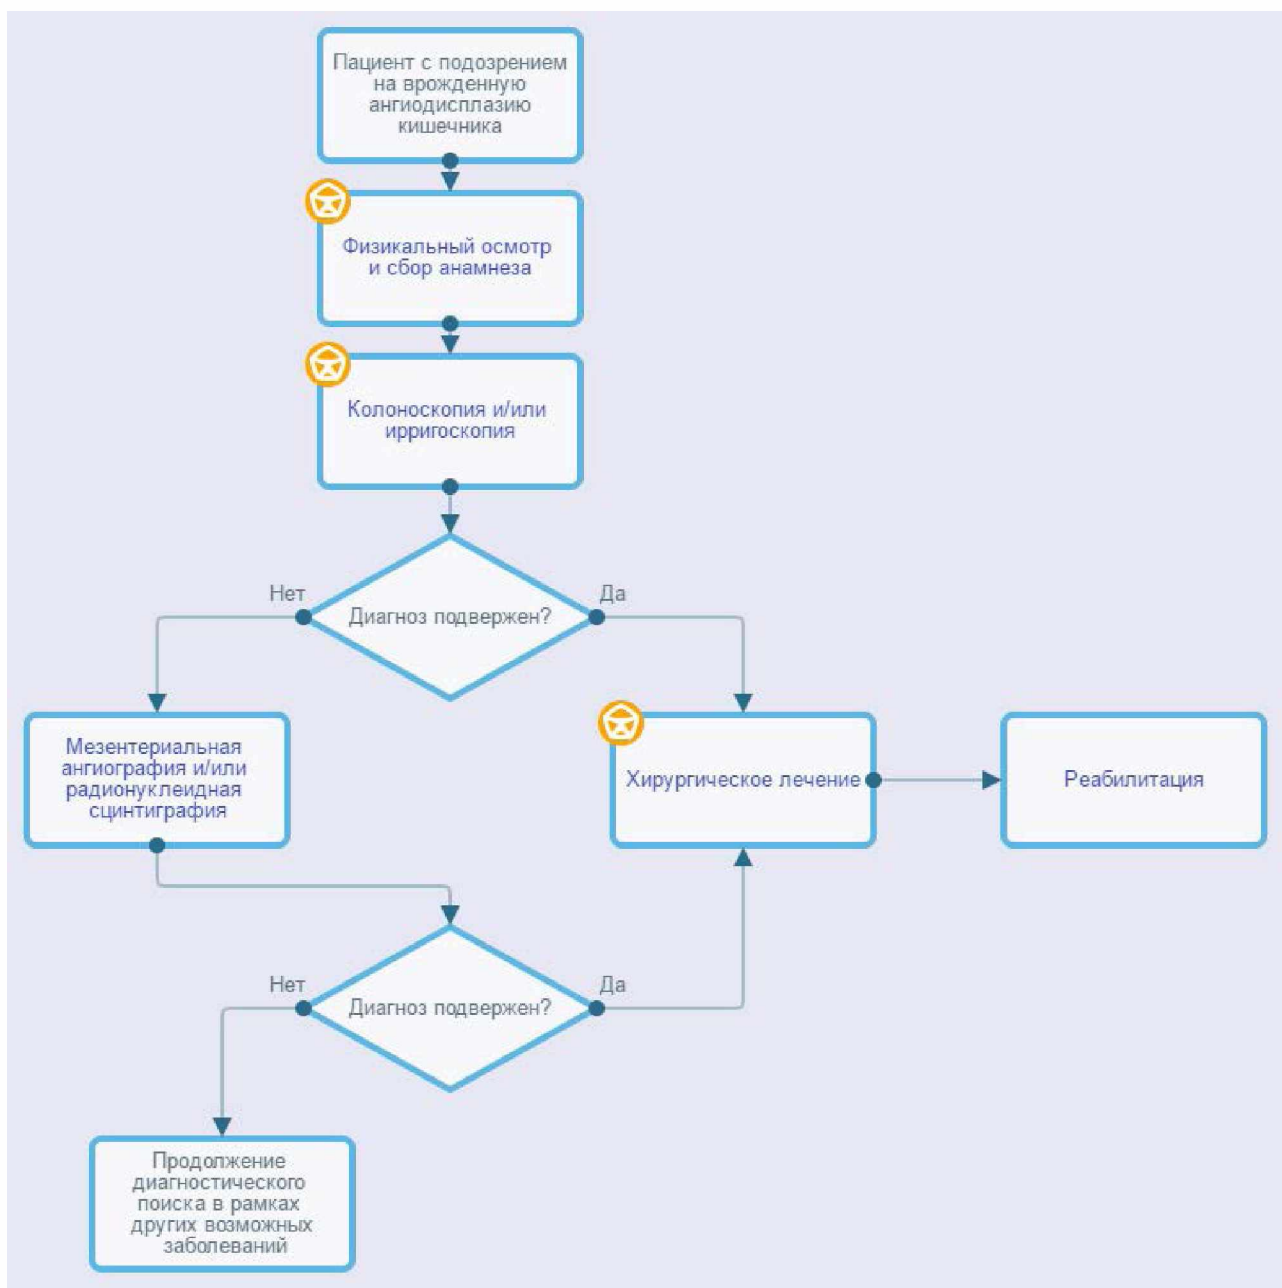 Пациент с подозрением
на врожденную
ангиодисплазию
кишечника
Физикальный осмотр
и сбор анамнеза
Колоноскопия и/или
ирригоскопия
Нет
Да
Диагноз подвержен?
Мезентериальная
ангиография и/или
радионуклеидная
сцинтиграфия
Хирургическое лечение
Реабилитация
Нет
Да
Диагноз подвержен?
Продолжение
диагностического
поиска в рамках
других возможных
заболеваний